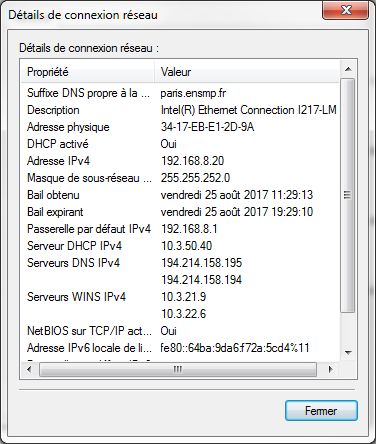 Détails de connexion réseau
Détails de connexion réseau :
Propriété Valeur
Suffixe DNS propre à la ... paris.ensmp.fr
Description Intel(R) Ethernet Connection I217-LM
Adresse physique 34-17-EB-E1-2D-9A
DHCP activé Oui
Adresse IPv4 192.168.8.20
Masque de sous-réseau ... 255.255.252.0
Bail obtenu vendredi 25 août 2017 11:29:13
Bail expirant vendredi 25 août 2017 19:29:10
Passerelle par défaut IPv4 192.168.8.1
Serveur DHCP IPv4 10.3.50.40
Serveurs DNS IPv4 194.214.158.195
194.214.158.194
Serveurs WINS IPv4 10.3.21.9
10.3.22.6
NetBIOS sur TCP/IP act... Oui
Adresse IPv6 locale de li... fe80::64ba:9da6:f72a:5cd4%11
Fermer